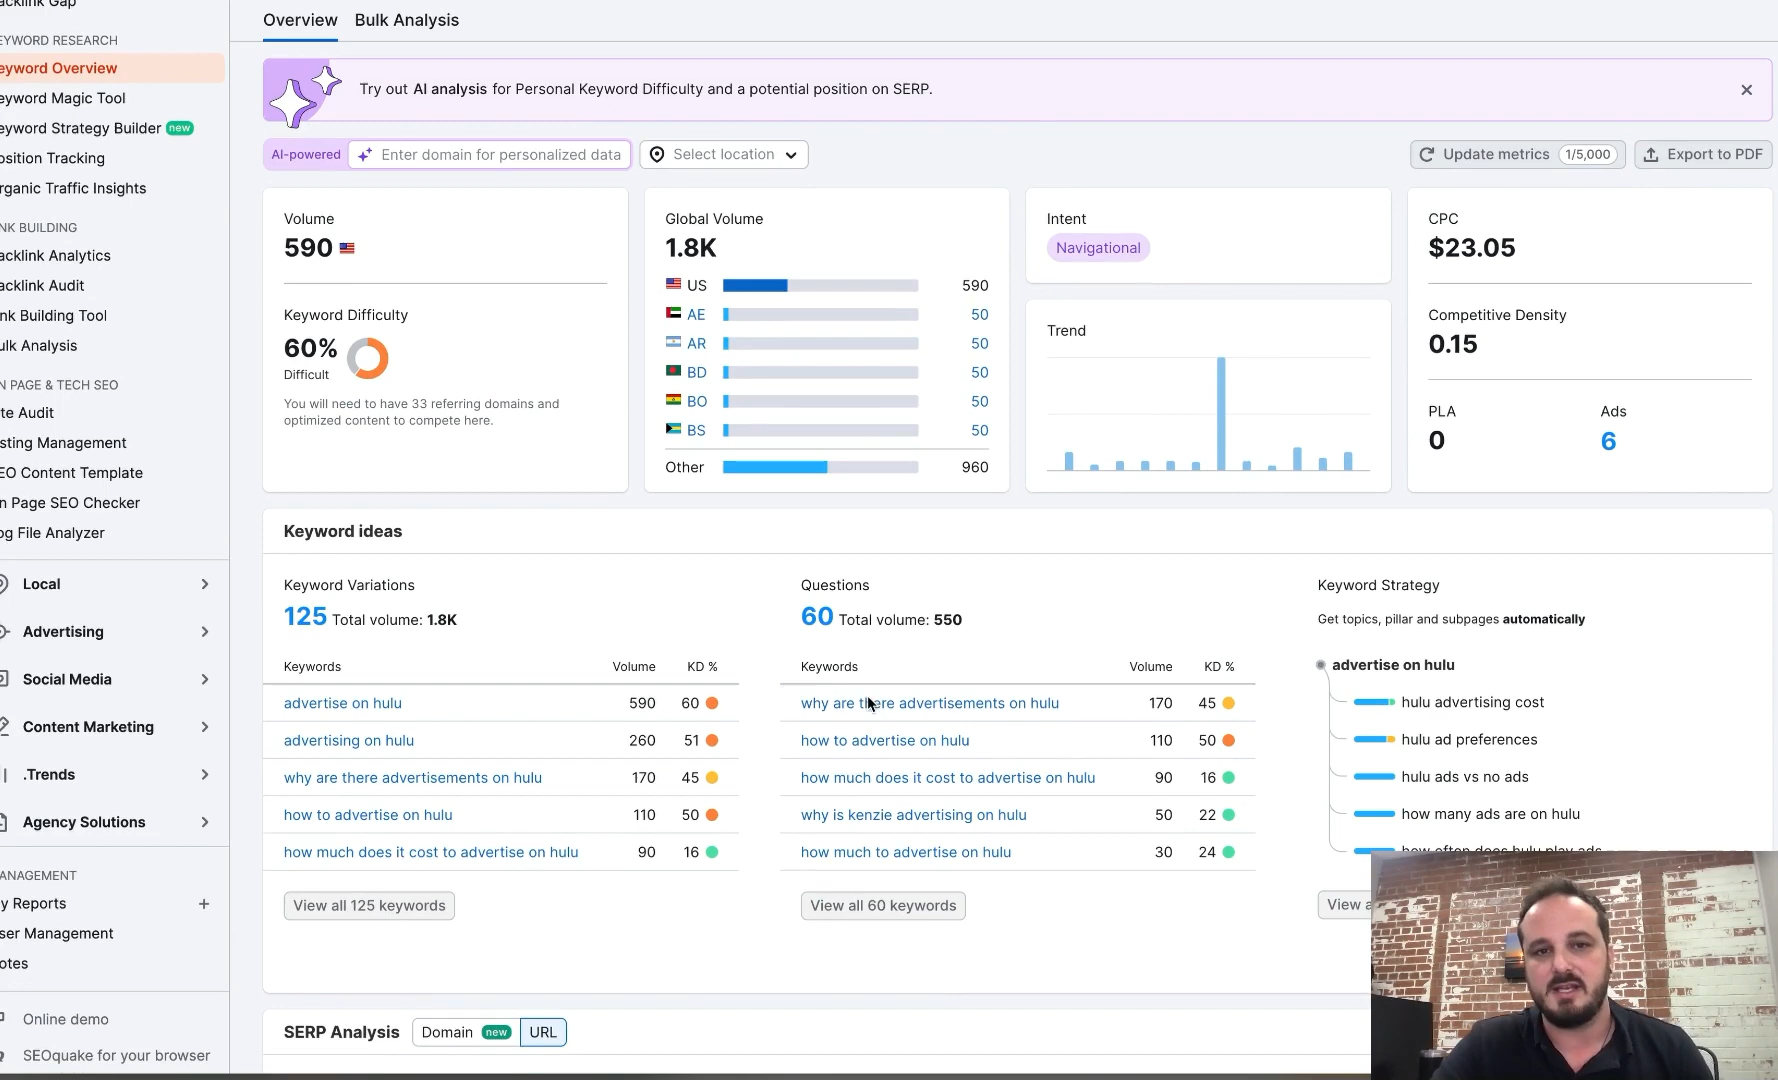 acklink Gap
EYWORD RESEARCH
eyword Overview
eyword Magic Tool
eyword Strategy Builder new
osition Tracking
rganic Traffic Insights
NK BUILDING
acklink Analytics
acklink Audit
nk Building Tool
ulk Analysis
N PAGE & TECH SEO
te Audit
sting Management
EO Content Template
n Page SEO Checker
og File Analyzer
Local
Advertising
Social Media
Content Marketing
.Trends
Agency Solutions
ANAGEMENT
y Reports +
ser Management
otes
Online demo
SEOquake for your browser
Overview Bulk Analysis
Try out AI analysis for Personal Keyword Difficulty and a potential position on SERP.
AI-powered Enter domain for personalized data Select location
Update metrics 1/5,000 Export to PDF
Volume
590
Keyword Difficulty
60%
Difficult
You will need to have 33 referring domains and
optimized content to compete here.
Global Volume
1.8K
US 590
AE 50
AR 50
BD 50
BO 50
BS 50
Other 960
Intent
Navigational
Trend
CPC
$23.05
Competitive Density
0.15
PLA Ads
0 6
Keyword ideas
Keyword Variations
125 Total volume: 1.8K
Keywords Volume KD %
advertise on hulu 590 60
advertising on hulu 260 51
why are there advertisements on hulu 170 45
how to advertise on hulu 110 50
how much does it cost to advertise on hulu 90 16
View all 125 keywords
Questions
60 Total volume: 550
Keywords Volume KD %
why are there advertisements on hulu 170 45
how to advertise on hulu 110 50
how much does it cost to advertise on hulu 90 16
why is kenzie advertising on hulu 50 22
how much to advertise on hulu 30 24
View all 60 keywords
Keyword Strategy
Get topics, pillar and subpages automatically
advertise on hulu
hulu advertising cost
hulu ad preferences
hulu ads vs no ads
how many ads are on hulu
how often does hulu play ads
View a
SERP Analysis Domain new URL